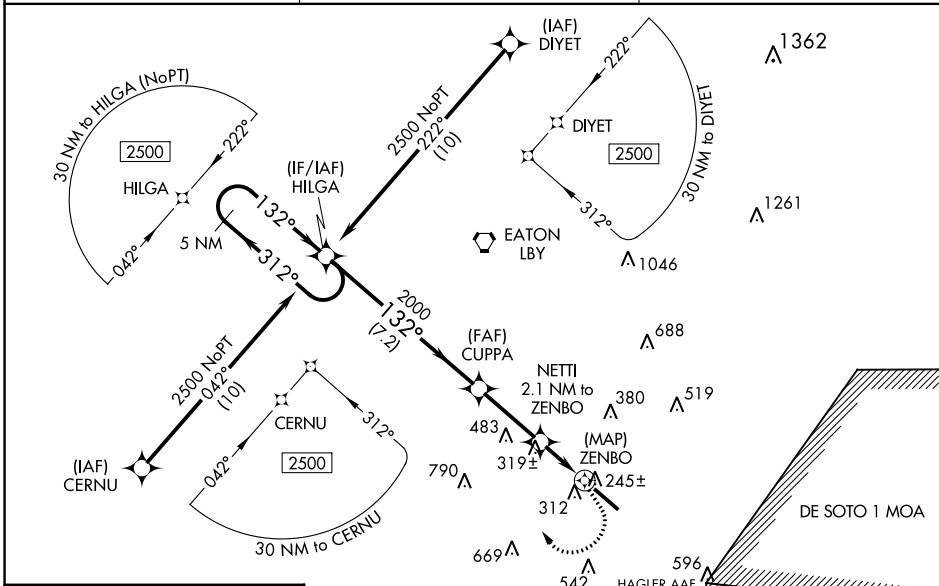 (IAF)
DIYET
1362
30 NM to HILGA (NoPT)
222°
2500
HILGA
042°
2500 NoPT
222°
(10)
222°
DIYET
2500
312°
30 NM to DIYET
(IF/IAF)
HILGA
132°
5 NM
312°
EATON
LBY
1261
1046
2000
132°
(7.2)
(FAF)
CUPPA
688
2500 NoPT
042°
(10)
NETTI
2.1 NM to
ZENBO
380
519
CERNU
312°
042°
2500
30 NM to CERNU
(IAF)
CERNU
483
319±
(MAP)
ZENBO
790
245±
312
DE SOTO 1 MOA
669
542
596
HAGLER AAF